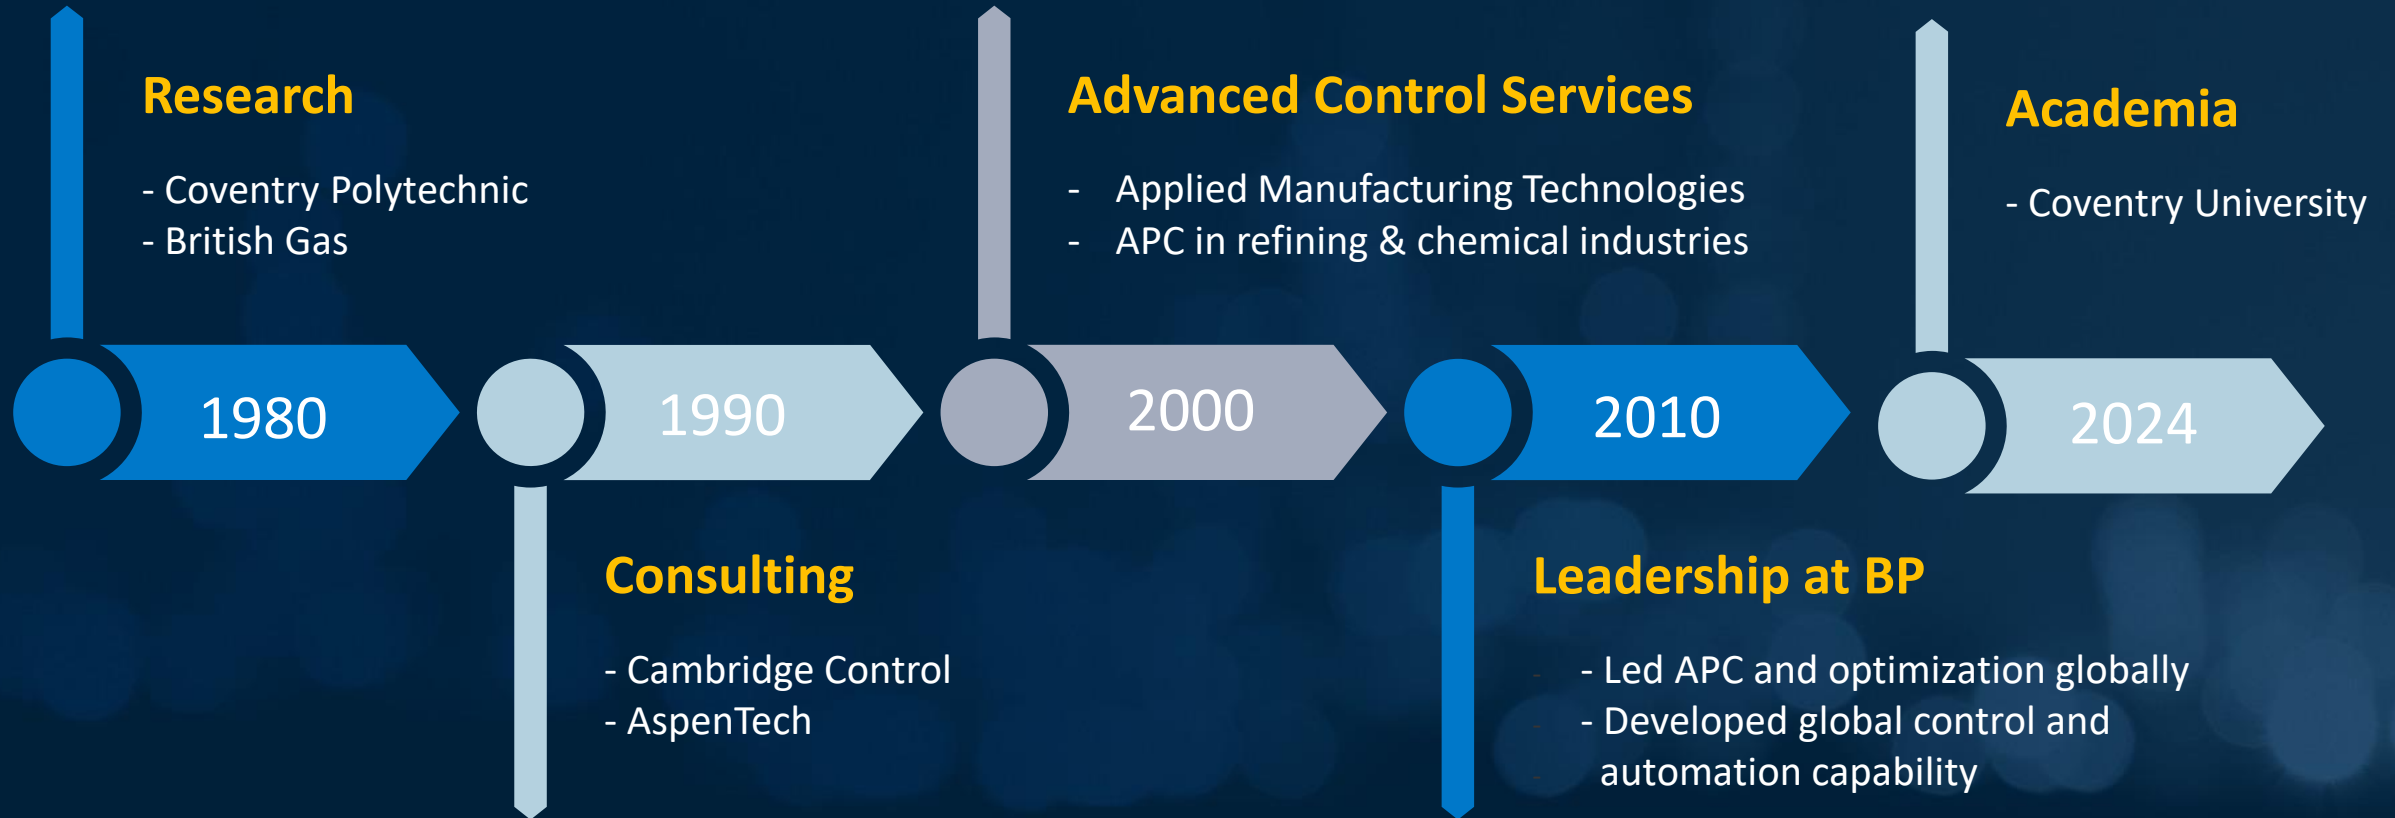 Research
- Coventry Polytechnic
- British Gas
Advanced Control Services
- Applied Manufacturing Technologies
- APC in refining & chemical industries
Academia
- Coventry University
1980
1990
2000
2010
2024
Consulting
- Cambridge Control
- AspenTech
Leadership at BP
- - Led APC and optimization globally
- - Developed global control and
- automation capability